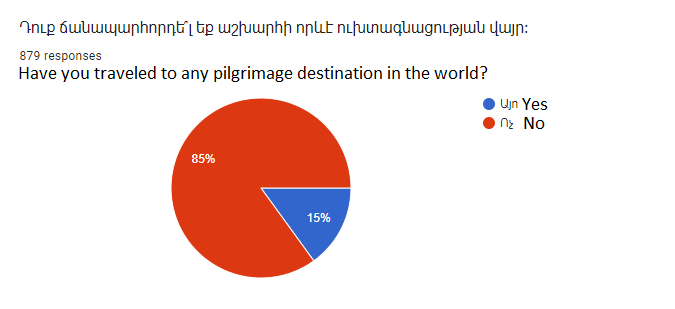 Դուք ճանապարհորդե՞լ եք աշխարհի որևէ ուխտագնացության վայր:
879 responses
Have you traveled to any pilgrimage destination in the world?
Այո Yes
Ոչ No
85%
15%